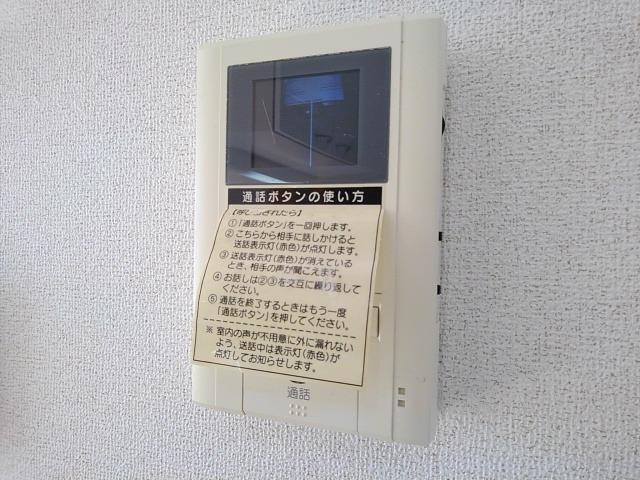 通話ボタンの使い方
【呼び出されたら】
①「通話ボタン」を一回押します。
②こちらから相手に話しかけると
送話表示灯(赤色)が点灯します。
③送話表示灯(赤色)が消えている
とき、相手の声が聞こえます。
④お話しは②③を交互に繰り返して
ください。
⑤通話を終了するときはもう一度
「通話ボタン」を押してください。
※室内の声が不用意に外に漏れない
よう、送話中は表示灯(赤色)が
点灯してお知らせします。
通話